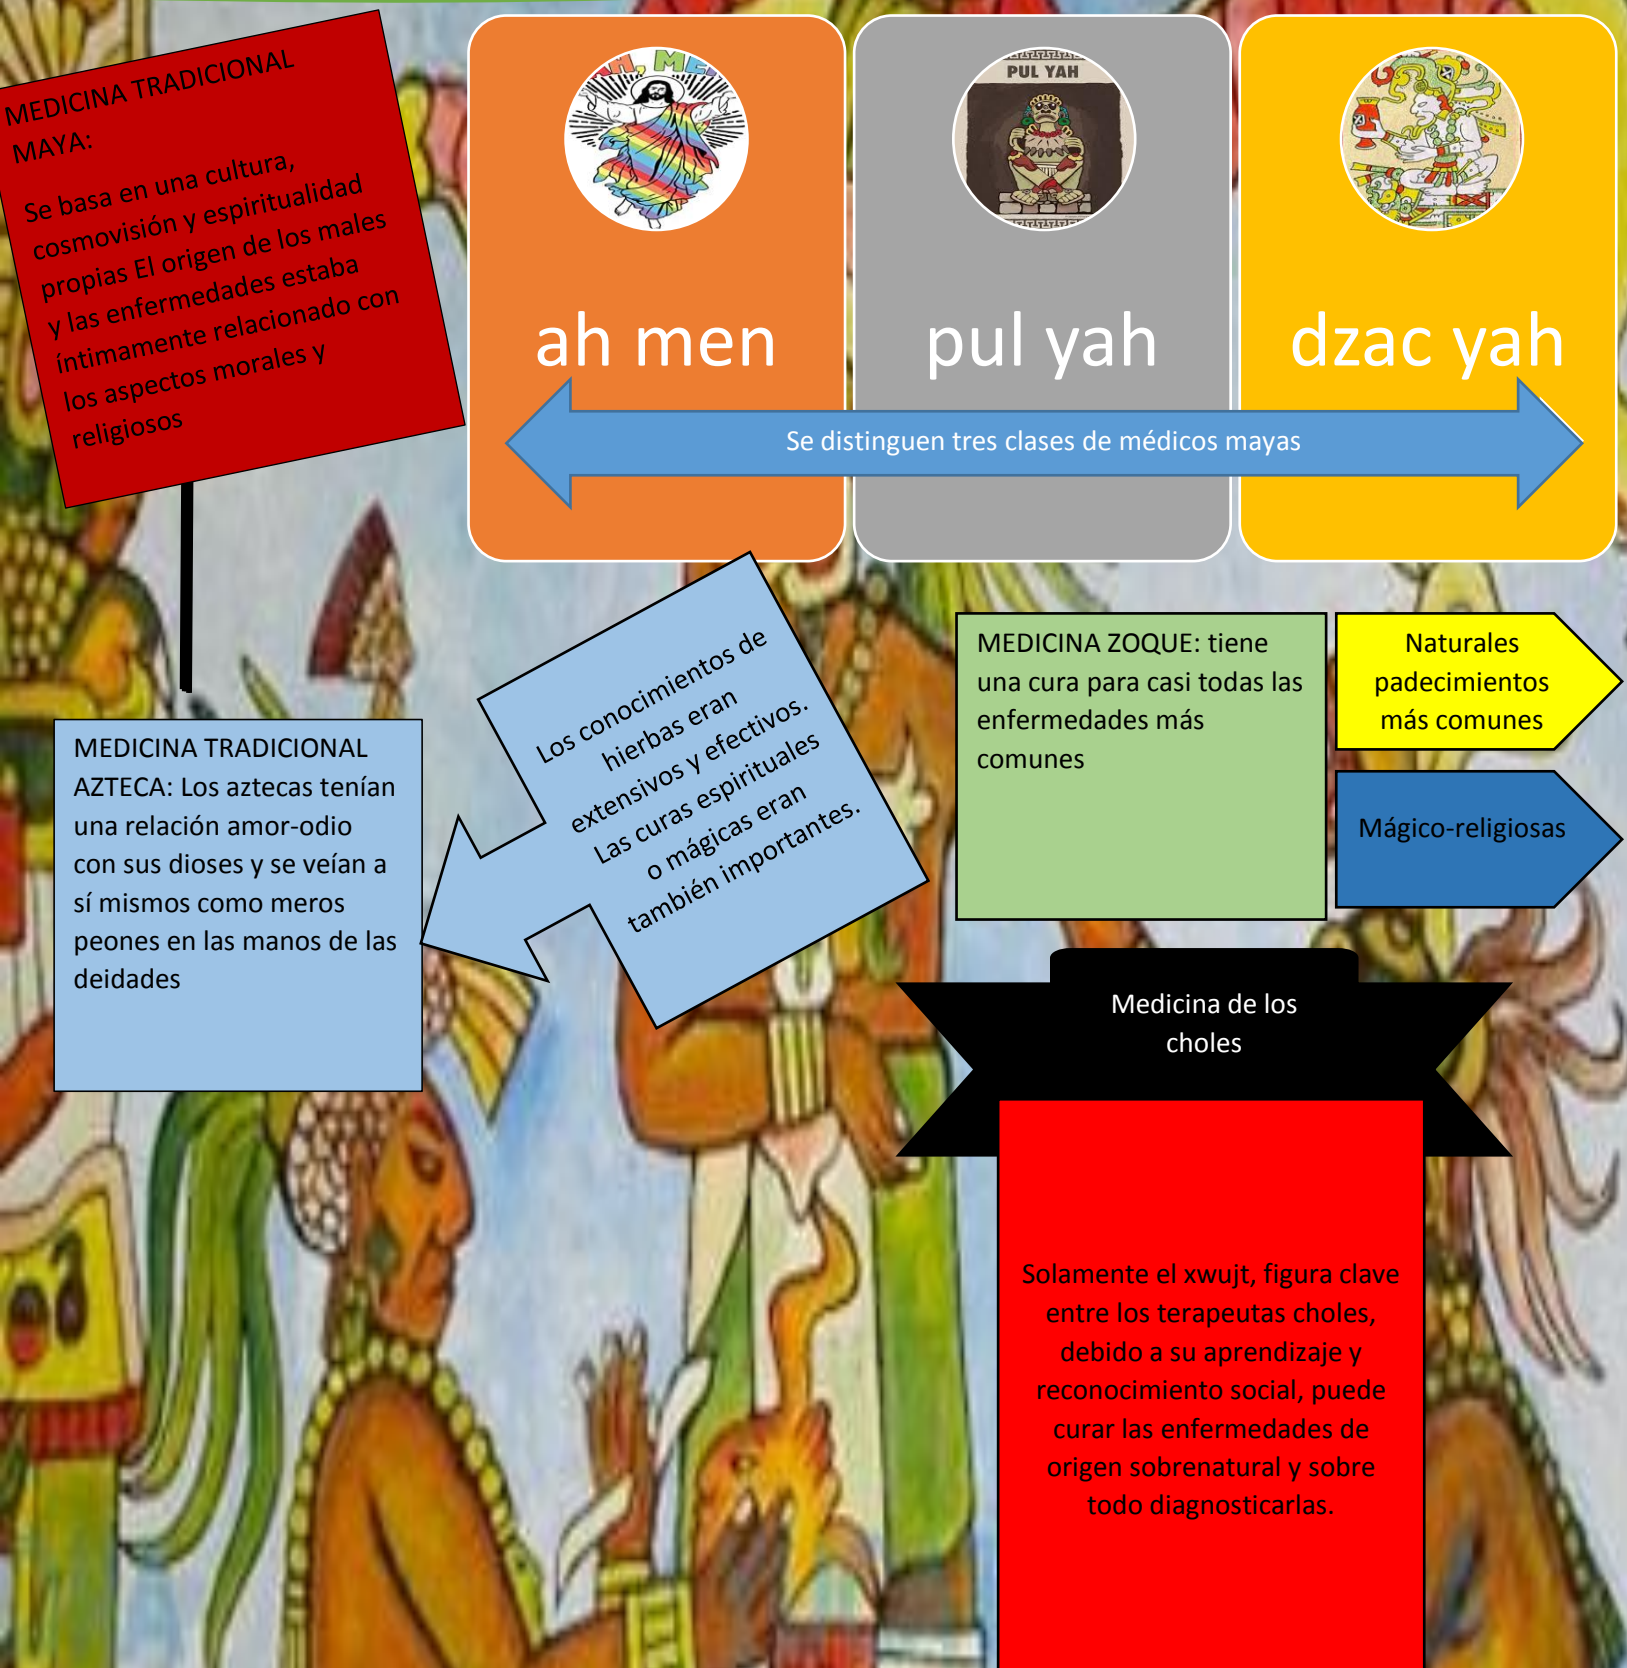 MEDICINA TRADICIONAL
MAYA:
Se basa en una cultura,
cosmovisión y espiritualidad
propias El origen de los males
y las enfermedades estaba
íntimamente relacionado con
los aspectos morales y
religiosos
PUL YAH
ah men
pul yah
dzac yah
Se distinguen tres clases de médicos mayas
Los conocimientos de
hierbas eran
extensivos y efectivos.
Las curas espirituales
o mágicas eran
también importantes.
MEDICINA TRADICIONAL
AZTECA: Los aztecas tenían
una relación amor-odio
con sus dioses y se veían a
sí mismos como meros
peones en las manos de las
deidades
MEDICINA ZOQUE: tiene
una cura para casi todas las
enfermedades más
comunes
Naturales
padecimientos
más comunes
Mágico-religiosas
Medicina de los
choles
Solamente el xwujt, figura clave
entre los terapeutas choles,
debido a su aprendizaje y
reconocimiento social, puede
curar las enfermedades de
origen sobrenatural y sobre
todo diagnosticarlas.